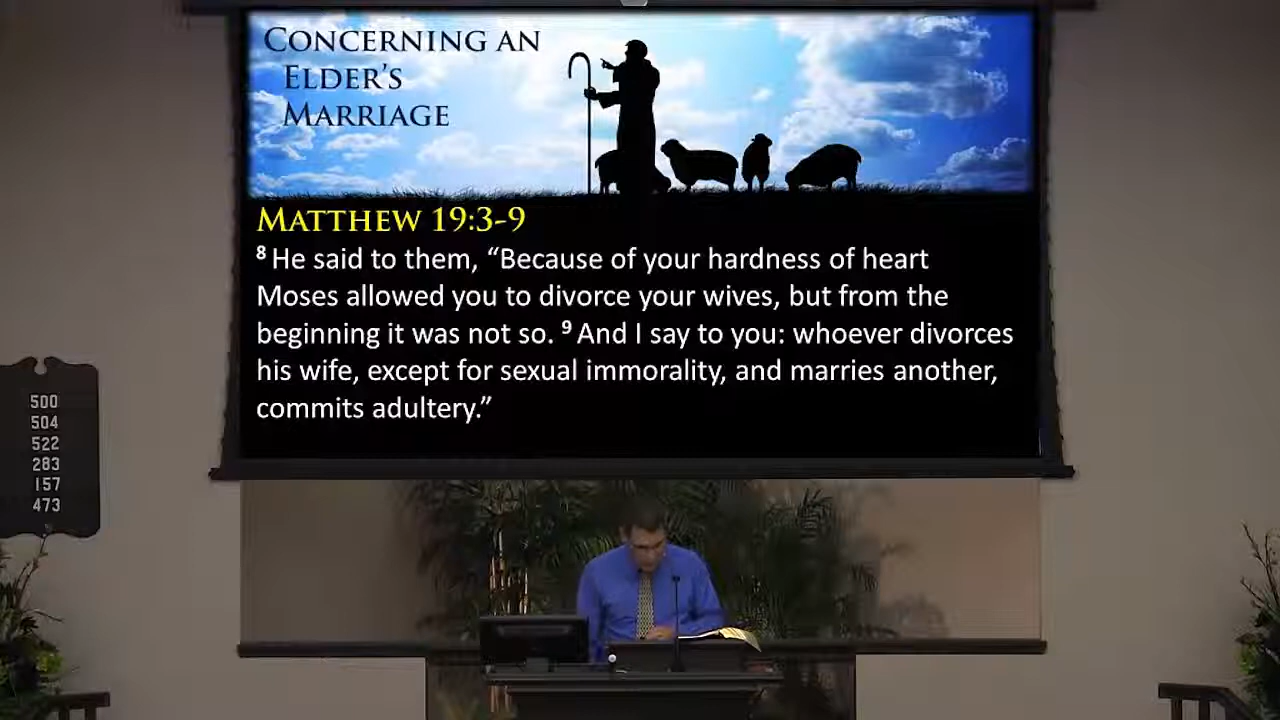 CONCERNING AN
ELDER'S
MARRIAGE
MATTHEW 19:3-9
8 He said to them, “Because of your hardness of heart
Moses allowed you to divorce your wives, but from the
beginning it was not so. 9 And I say to you: whoever divorces
his wife, except for sexual immorality, and marries another,
commits adultery.”
500
504
522
283
157
473